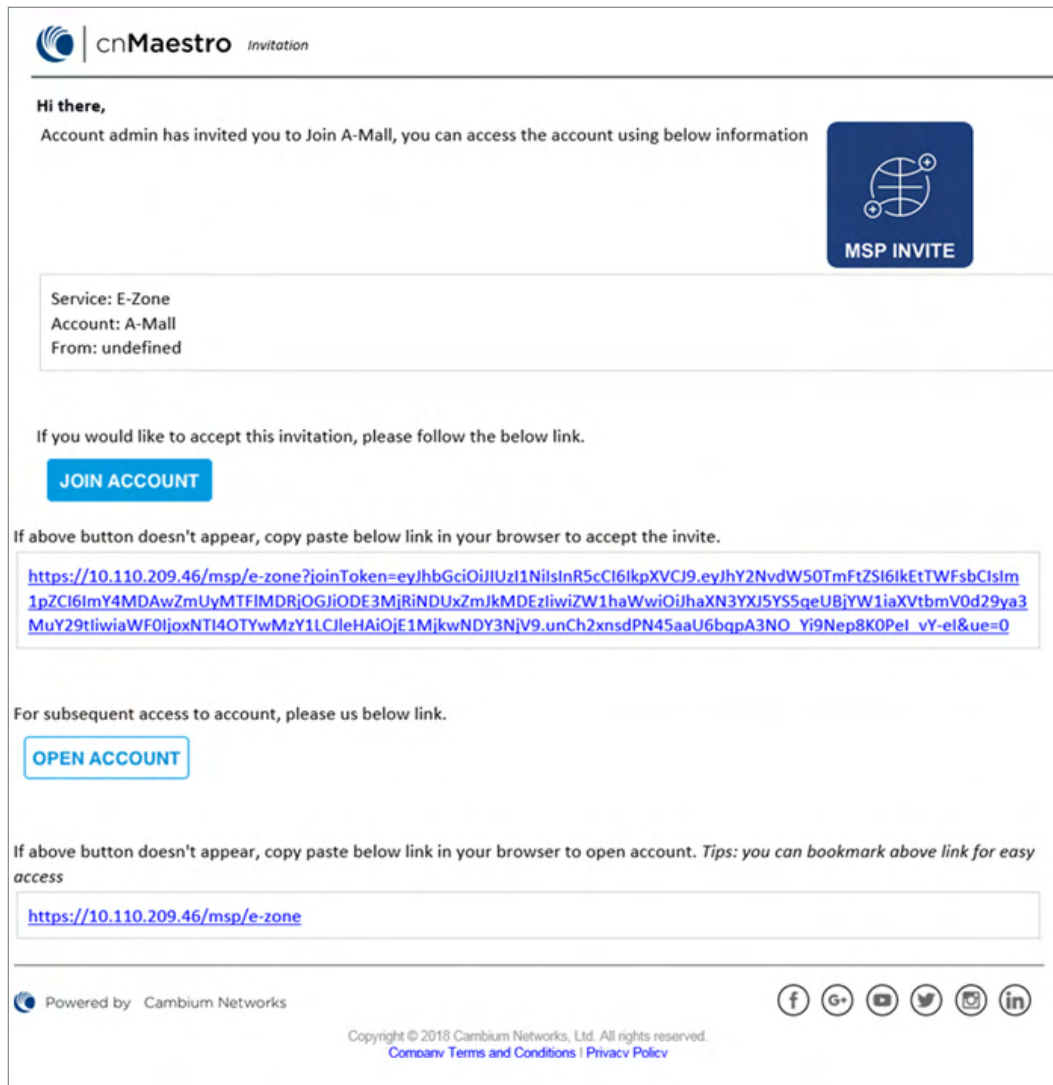 cnMaestro Invitation
Hi there,
Account admin has invited you to Join A-Mall, you can access the account using below information
MSP INVITE
Service: E-Zone
Account: A-Mall
From: undefined
If you would like to accept this invitation, please follow the below link.
JOIN ACCOUNT
If above button doesn't appear, copy paste below link in your browser to accept the invite.
https://10.110.209.46/msp/e-zone?joinToken=eyJhbGciOiJIUzI1NiIsInR5cCI6IkpXVCJ9.eyJhY2NvdW50TmFtZSI6IkEtTWFsbCIsIm
1pZCI6ImY4MDAwZmUyMTFlMDRjOGJiODE3MjRiNDUxZmJkMDEzIiwiZW1haWwiOiJhaXN3YXJ5YS5qeUBjYW1iaXVtbmV0d29ya3
MuY29tIiwiaWF0IjoxNTI4OTYwMzY1LCJleHAiOjE1MjkwNDY3NjV9.unCh2xnsdPN45aaU6bqpA3NO_Yi9Nep8K0PeI_vY-eI&ue=0
For subsequent access to account, please us below link.
OPEN ACCOUNT
If above button doesn't appear, copy paste below link in your browser to open account. Tips: you can bookmark above link for easy
access
https://10.110.209.46/msp/e-zone
Powered by Cambium Networks
f G+ in
Copyright © 2018 Cambium Networks, Ltd. All rights reserved.
Company Terms and Conditions | Privacy Policy